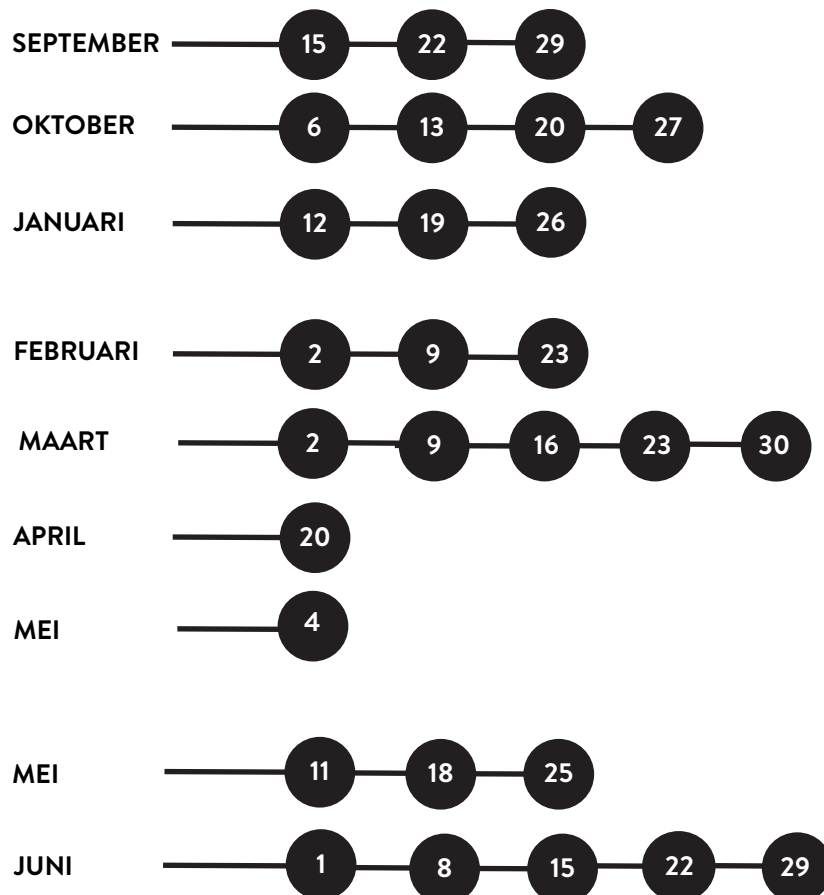 SEPTEMBER 15 22 29
OKTOBER 6 13 20 27
JANUARI 12 19 26
FEBRUARI 2 9 23
MAART 2 9 16 23 30
APRIL 20
MEI 4
MEI 11 18 25
JUNI 1 8 15 22 29